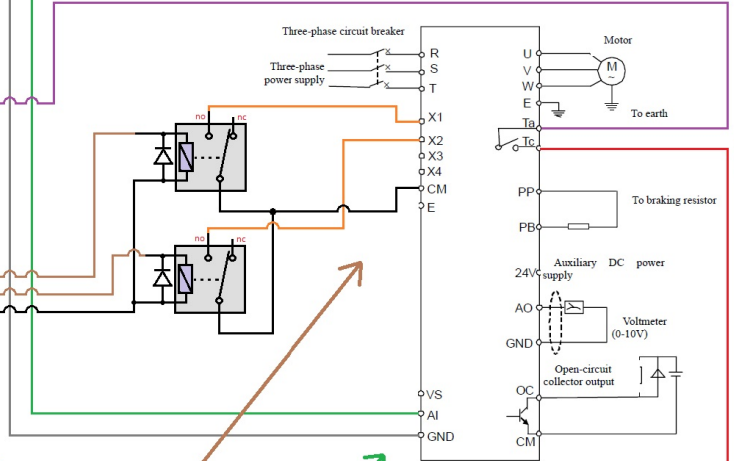 Three-phase circuit breaker
Three-phase
power supply
R
S
T
U
V
W
E
Motor
M
~
To earth
Ta
Tc
no
nc
X1
X2
X3
X4
CM
E
no
nc
PP
PB
To braking resistor
24V
Auxiliary DC power
supply
AO
GND
Voltmeter
(0-10V)
Open-circuit
collector output
OC
CM
VS
AI
GND